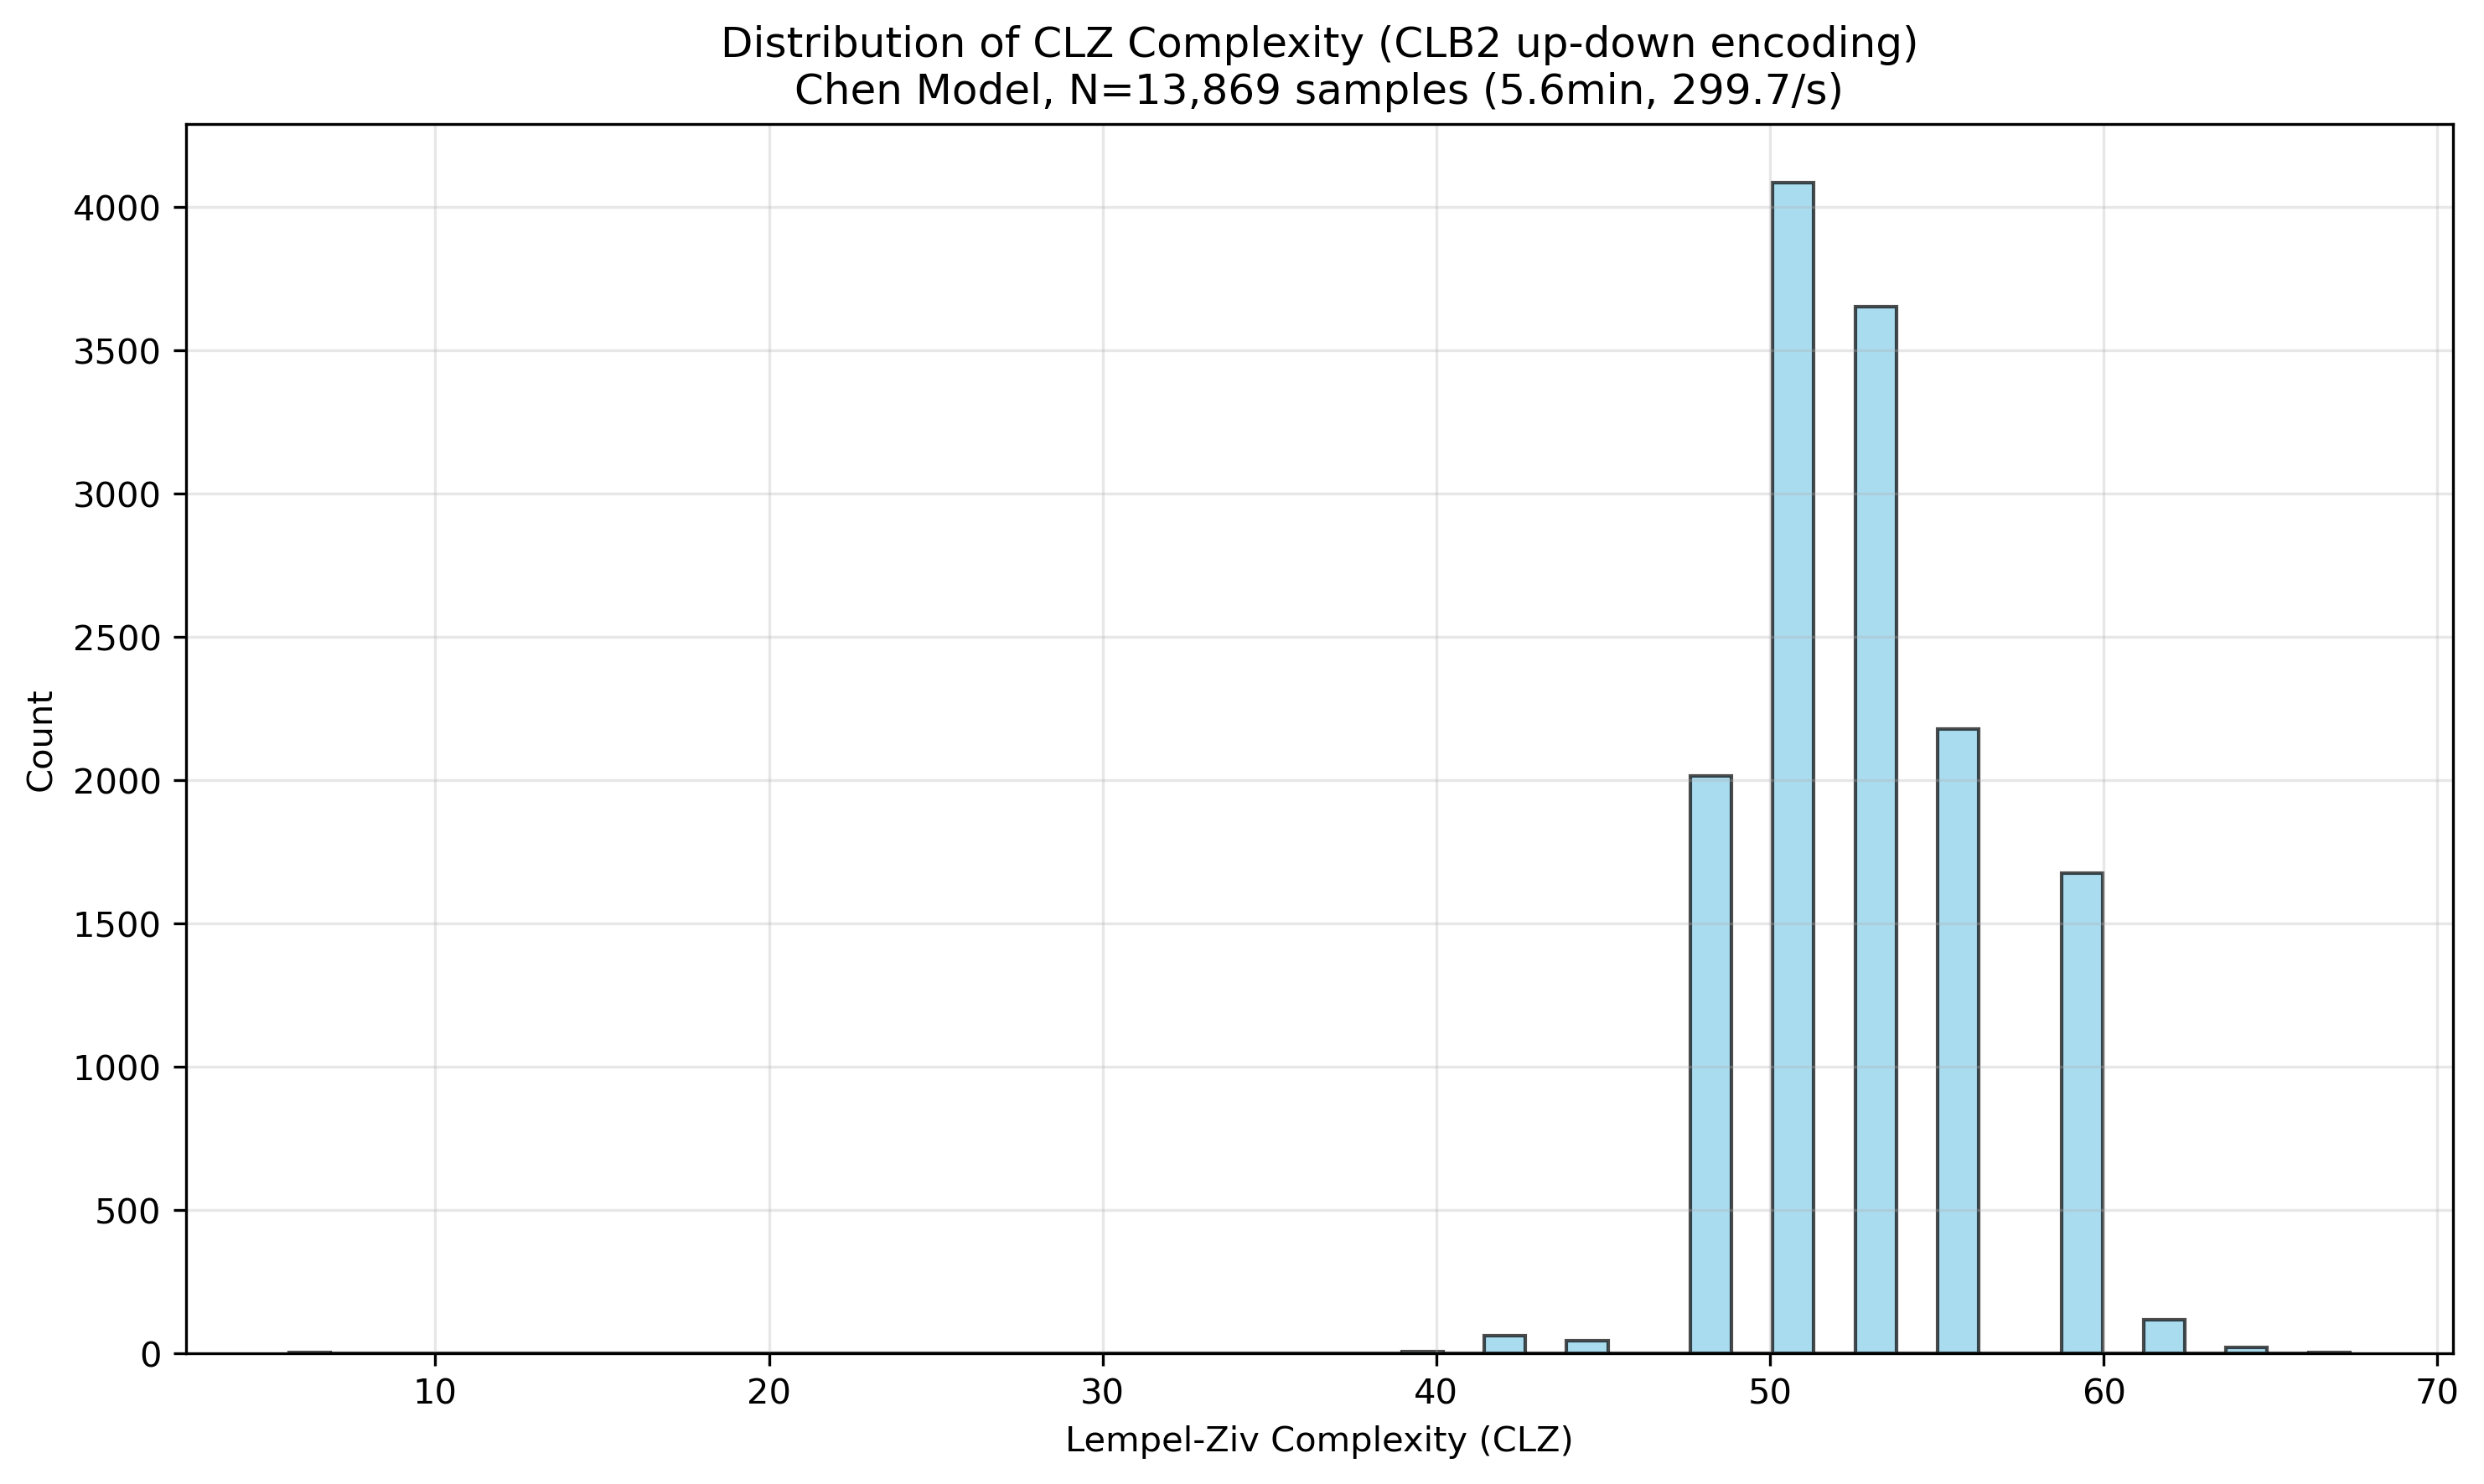 Distribution of CLZ Complexity (CLB2 up-down encoding)
Chen Model, N=13,869 samples (5.6min, 299.7/s)
Count
4000
3500
3000
2500
2000
1500
1000
500
0
10 20 30 40 50 60 70
Lempel-Ziv Complexity (CLZ)